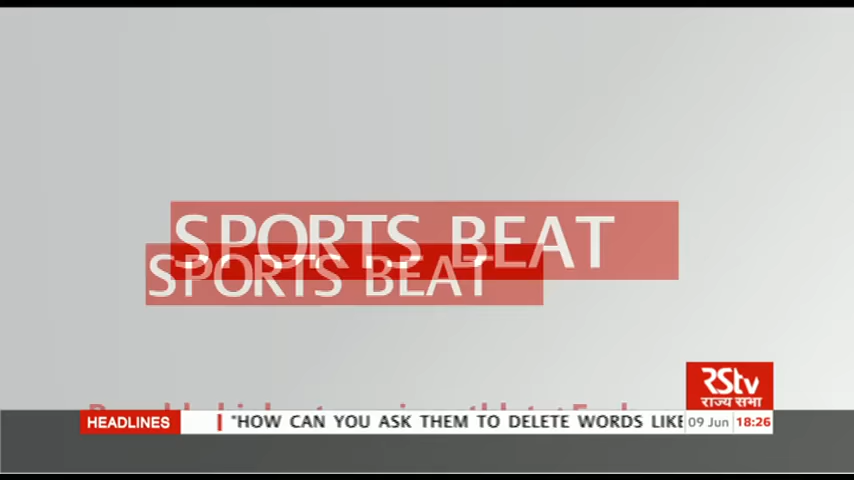 SPORTS BEAT
SPORTS BEAT
RStv
राज्य सभा
HEADLINES
"HOW CAN YOU ASK THEM TO DELETE WORDS LIKE
09 Jun 18:26